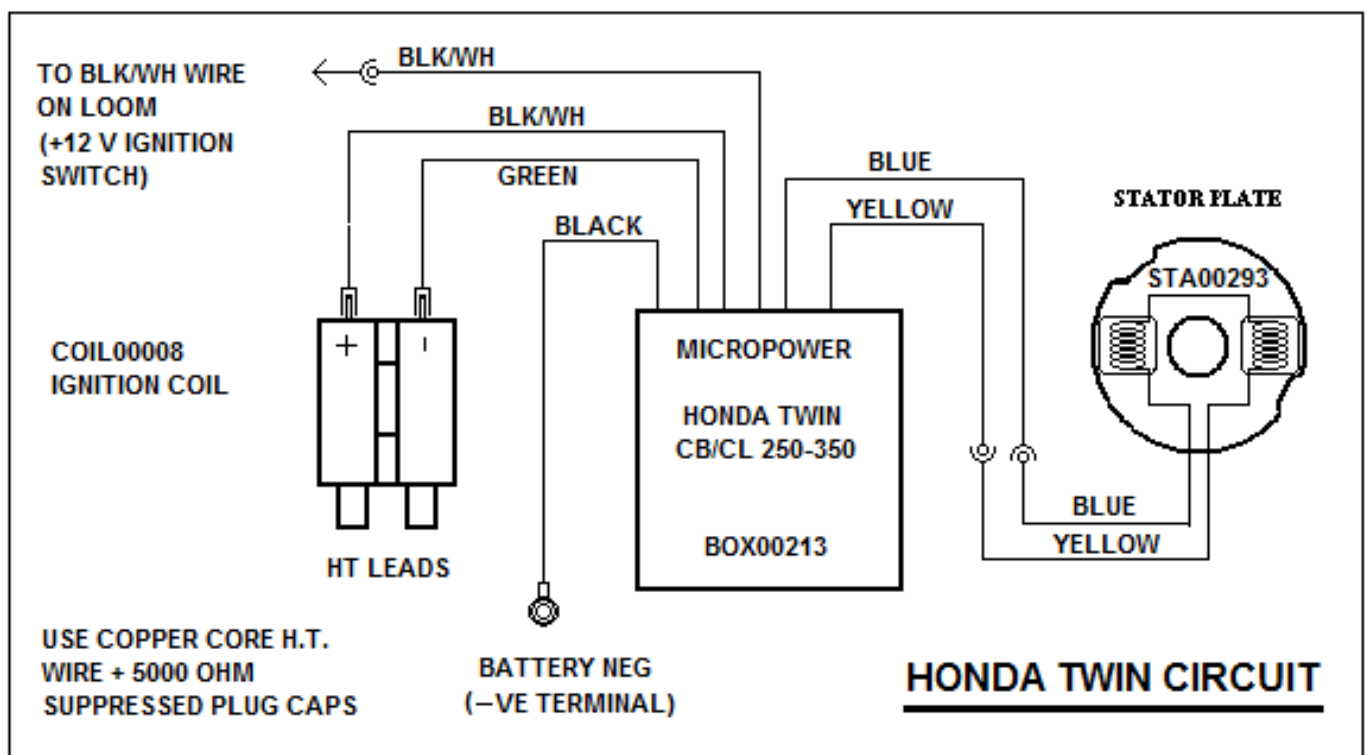 TO BLK/WH WIRE
ON LOOM
(+12 V IGNITION
SWITCH)
BLK/WH
BLK/WH
GREEN
BLACK
BLUE
YELLOW
STATOR PLATE
STA00293
COIL00008
IGNITION COIL
+
-
HT LEADS
MICROPOWER
HONDA TWIN
CB/CL 250-350
BOX00213
BLUE
YELLOW
USE COPPER CORE H.T.
WIRE + 5000 OHM
SUPPRESSED PLUG CAPS
BATTERY NEG
(–VE TERMINAL)
HONDA TWIN CIRCUIT